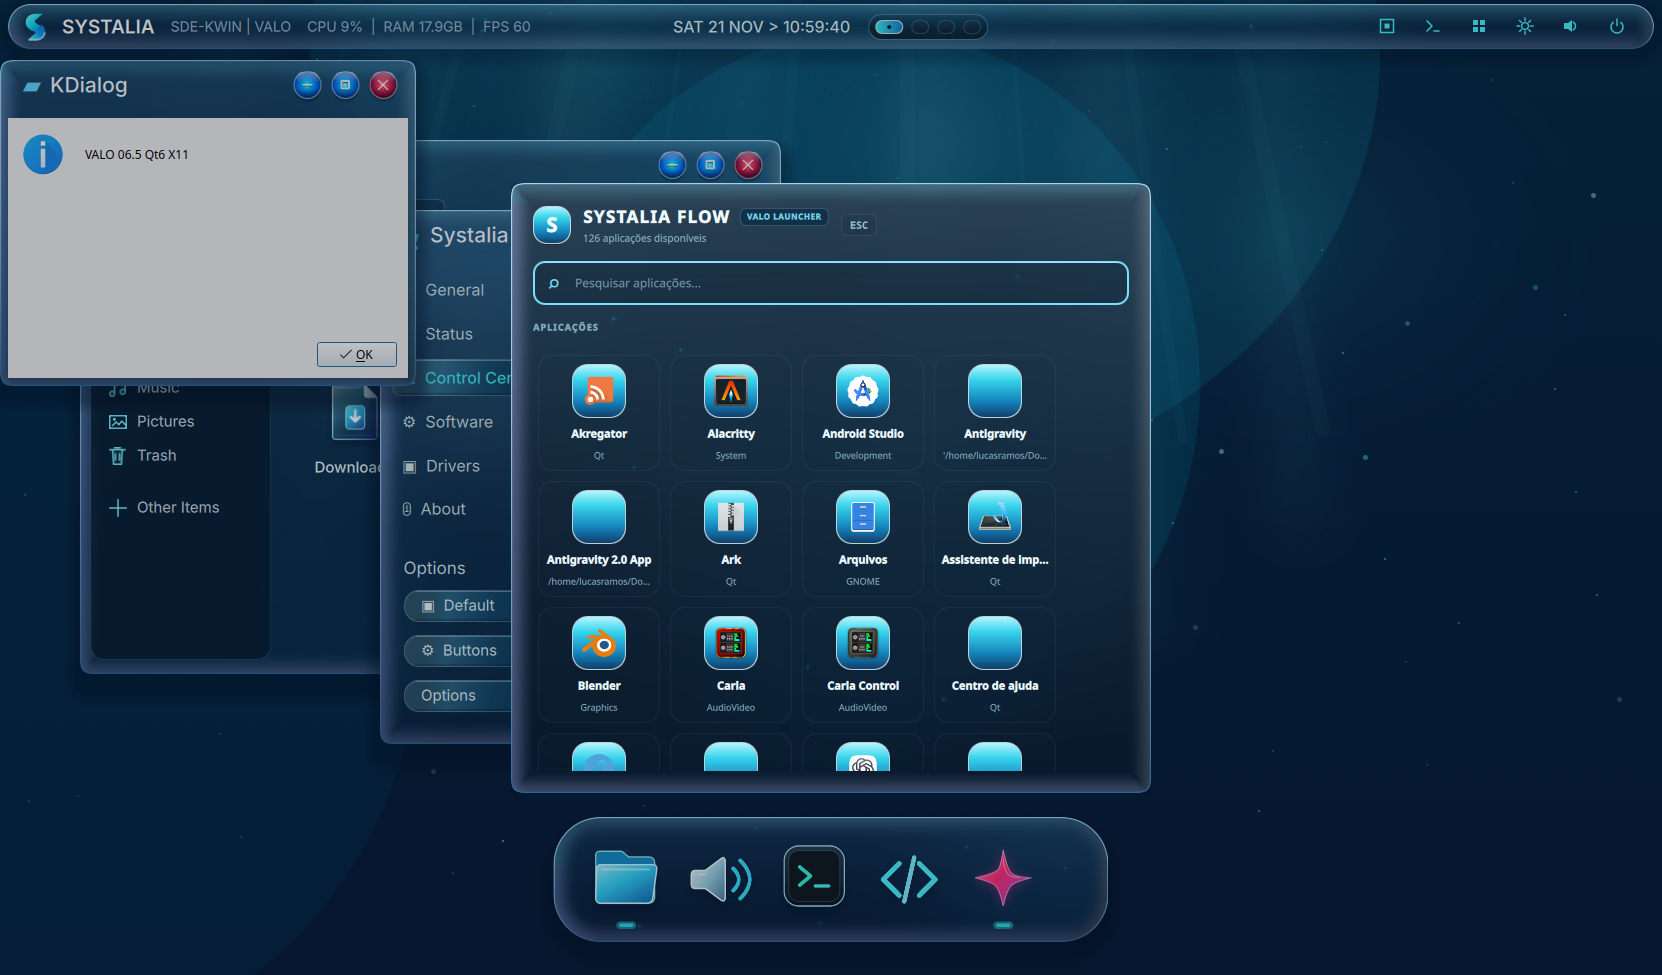 SYSTALIA SDE-KWIN | VALO CPU 9% | RAM 17.9GB | FPS 60 SAT 21 NOV > 10:59:40
KDialog
VALO 06.5 Qt6 X11
OK
Music
Pictures
Trash
Other Items
Downloa
Systalia
General
Status
Control Cer
Software
Drivers
About
Options
Default
Buttons
Options
S
SYSTALIA FLOW VALO LAUNCHER ESC
126 aplicações disponíveis
Pesquisar aplicações...
APLICAÇÕES
Akregator Alacritty Android Studio Antigravity
Qt System Development '/home/lucasramos/Do...
Antigravity 2.0 App Ark Arquivos Assistente de imp...
/home/lucasramos/Do... Qt GNOME Qt
Blender Carla Carla Control Centro de ajuda
Graphics AudioVideo AudioVideo Qt